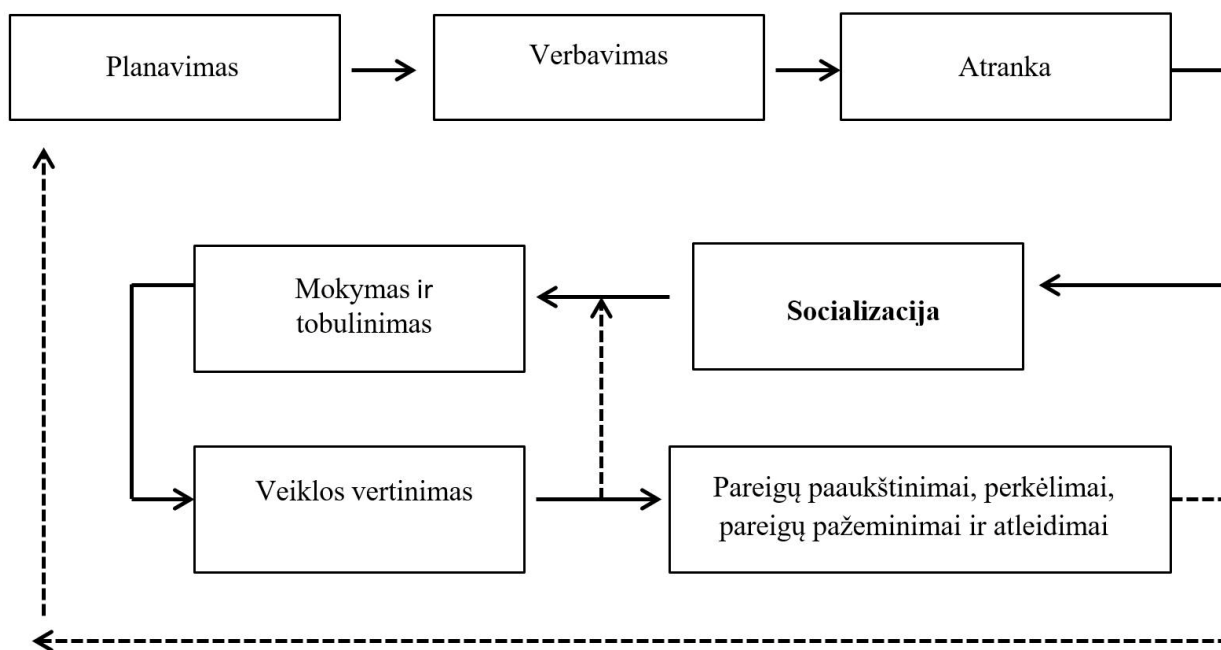 Planavimas
Verbavimas
Atranka
Mokymas ir
tobulinimas
Socializacija
Veiklos vertinimas
Pareigų paaukštinimai, perkėlimai,
pareigų pažeminimai ir atleidimai